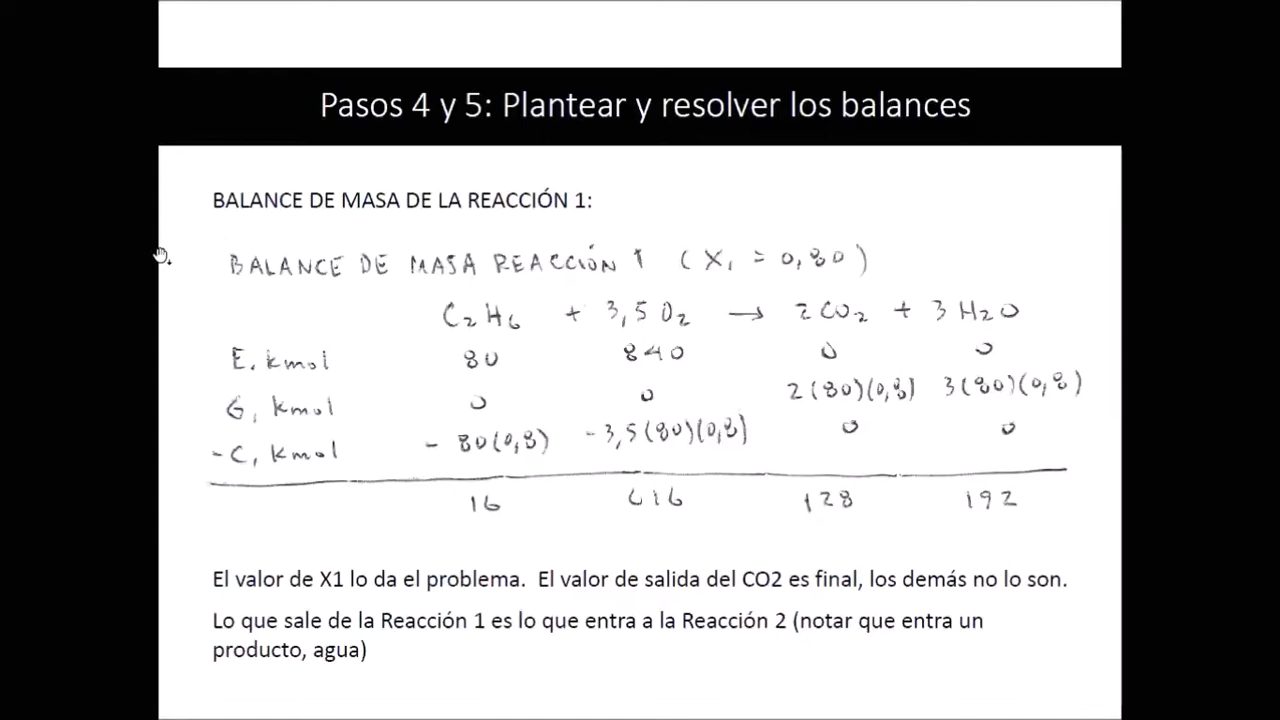 Pasos 4 y 5: Plantear y resolver los balances
BALANCE DE MASA DE LA REACCIÓN 1:
BALANCE DE MASA REACCIÓN 1 (X₁ = 0,80)
C₂H₆ + 3,5 O₂ → 2CO₂ + 3 H₂O
E, kmol 80 840 0 0
G, kmol 0 0 2(80)(0,8) 3(80)(0,8)
-C, kmol - 80(0,8) - 3,5(80)(0,8) 0 0
16 616 128 192
El valor de X1 lo da el problema. El valor de salida del CO2 es final, los demás no lo son.
Lo que sale de la Reacción 1 es lo que entra a la Reacción 2 (notar que entra un
producto, agua)